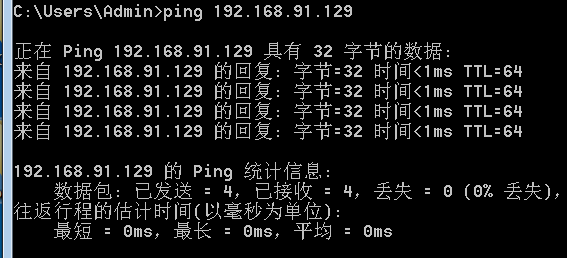 C:\Users\Admin>ping 192.168.91.129
正在 Ping 192.168.91.129 具有 32 字节的数据:
来自 192.168.91.129 的回复: 字节=32 时间<1ms TTL=64
来自 192.168.91.129 的回复: 字节=32 时间<1ms TTL=64
来自 192.168.91.129 的回复: 字节=32 时间<1ms TTL=64
来自 192.168.91.129 的回复: 字节=32 时间<1ms TTL=64
192.168.91.129 的 Ping 统计信息:
数据包: 已发送 = 4, 已接收 = 4, 丢失 = 0 (0% 丢失),
往返行程的估计时间(以毫秒为单位):
最短 = 0ms, 最长 = 0ms, 平均 = 0ms